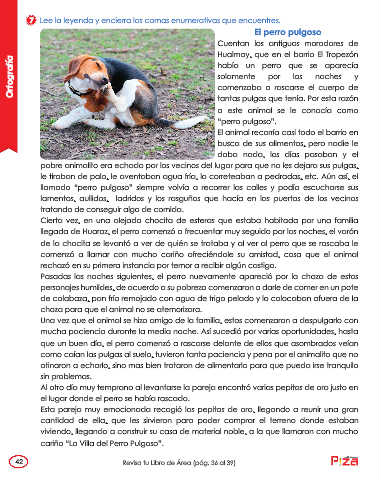 Ortografía
7 Lee la leyenda y encierra las comas enumerativas que encuentres.
El perro pulgoso
Cuentan los antiguos moradores de
Hualmay, que en el barrio El Tropezón
había un perro que se aparecía
solamente por las noches y
comenzaba a rascarse el cuerpo de
tantas pulgas que tenía. Por esta razón
a este animal se le conocía como
"perro pulgoso".
El animal recorría casi todo el barrio en
busca de sus alimentos, pero nadie le
daba nada, los días pasaban y el
pobre animalito era echado por los vecinos del lugar para que no les dejara sus pulgas,
le tiraban de palo, le aventaban agua fría, lo correteaban a pedradas, etc. Aún así, el
llamado "perro pulgoso" siempre volvía a recorrer las calles y podía escucharse sus
lamentos, aullidos, ladridos y los rasguños que hacía en las puertas de los vecinos
tratando de conseguir algo de comida.
Cierta vez, en una alejada chocita de esteras que estaba habitada por una familia
llegada de Huaraz, el perro comenzó a frecuentar muy seguido por las noches, el varón
de la chocita se levantó a ver de quién se trataba y al ver al perro que se rascaba le
comenzó a llamar con mucho cariño ofreciéndole su amistad, cosa que el animal
rechazó en su primera instancia por temor a recibir algún castigo.
Pasadas las noches siguientes, el perro nuevamente apareció por la choza de estos
personajes humildes, de acuerdo a su pobreza comenzaron a darle de comer en un pote
de calabaza, pan frío remojado con agua de trigo pelado y lo colocaban afuera de la
choza para que el animal no se atemorizara.
Una vez que el animal se hizo amigo de la familia, estos comenzaron a despulgarlo con
mucha paciencia durante la media noche. Así sucedió por varias oportunidades, hasta
que un buen día, el perro comenzó a rascarse delante de ellos que asombrados veían
como caían las pulgas al suelo, tuvieron tanta paciencia y pena por el animalito que no
atinaron a echarlo, sino mas bien trataron de alimentarlo para que pueda irse tranquilo
sin problemas.
Al otro día muy temprano al levantarse la pareja encontró varias pepitas de oro justo en
el lugar donde el perro se había rascado.
Esta pareja muy emocionada recogió las pepitas de oro, llegando a reunir una gran
cantidad de ella, que les sirvieron para poder comprar el terreno donde estaban
viviendo, llegando a construir su casa de material noble, a la que llamaron con mucho
cariño "La Villa del Perro Pulgoso".
42
Revisa tu Libro de Área (pág. 36 al 39)